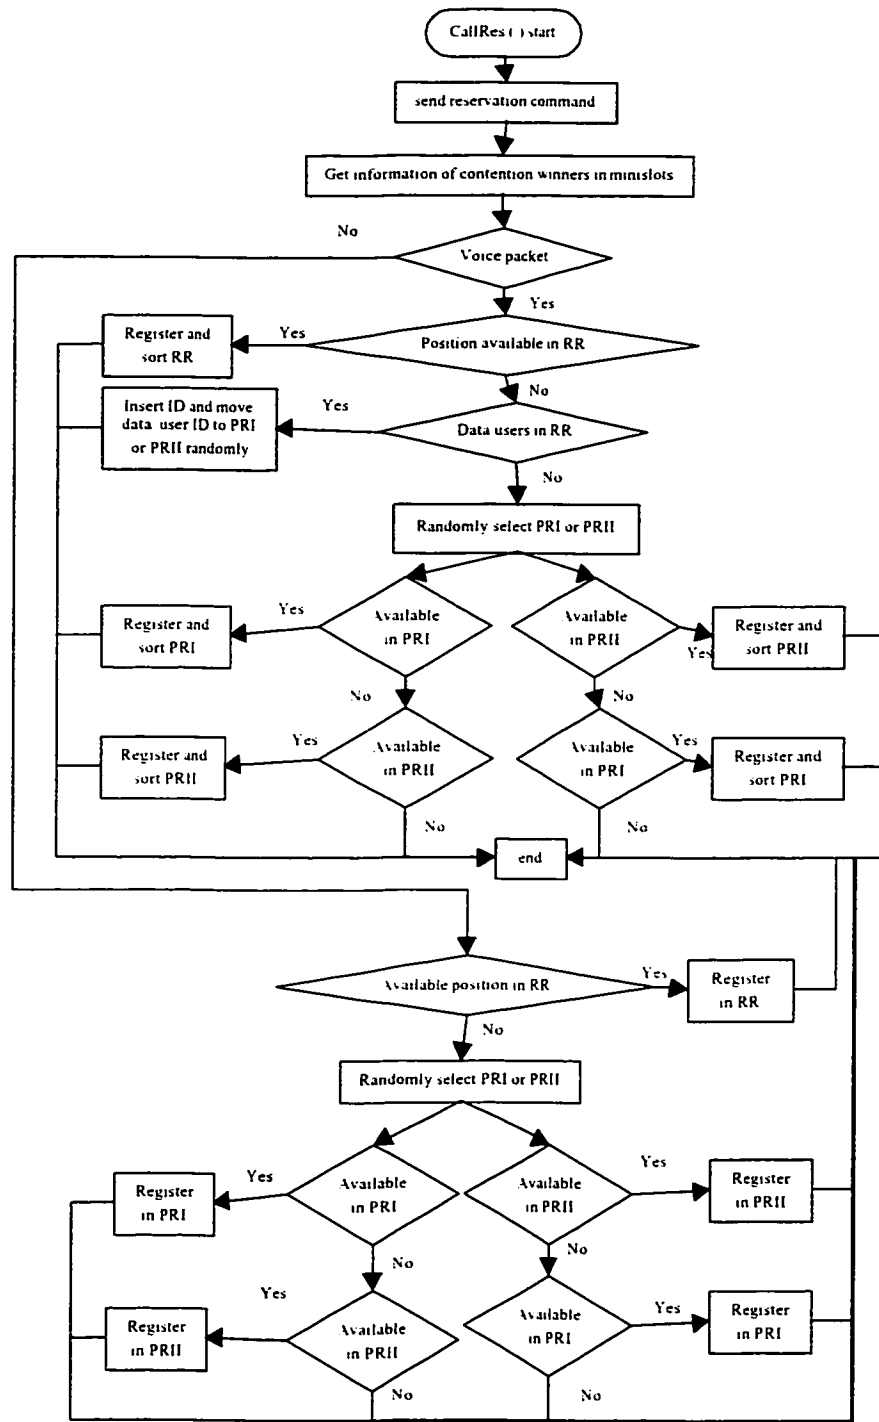 CallRes ( ) start
send reservation command
Get information of contention winners in minislots
No
Voice packet
Yes
Register and
sort RR
Yes
Position available in RR
No
Insert ID and move
data user ID to PRI
or PRII randomly
Yes
Data users in RR
No
Randomly select PRI or PRII
Register and
sort PRI
Yes
Available
in PRI
Available
in PRII
Yes
Register and
sort PRII
No
No
Register and
sort PRII
Yes
Available
in PRII
Available
in PRI
Yes
Register and
sort PRI
No
No
end
Available position in RR
Yes
Register
in RR
No
Randomly select PRI or PRII
Register
in PRI
Yes
Available
in PRI
Available
in PRII
Yes
Register
in PRII
No
No
Register
in PRII
Yes
Available
in PRII
Available
in PRI
Yes
Register
in PRI
No
No